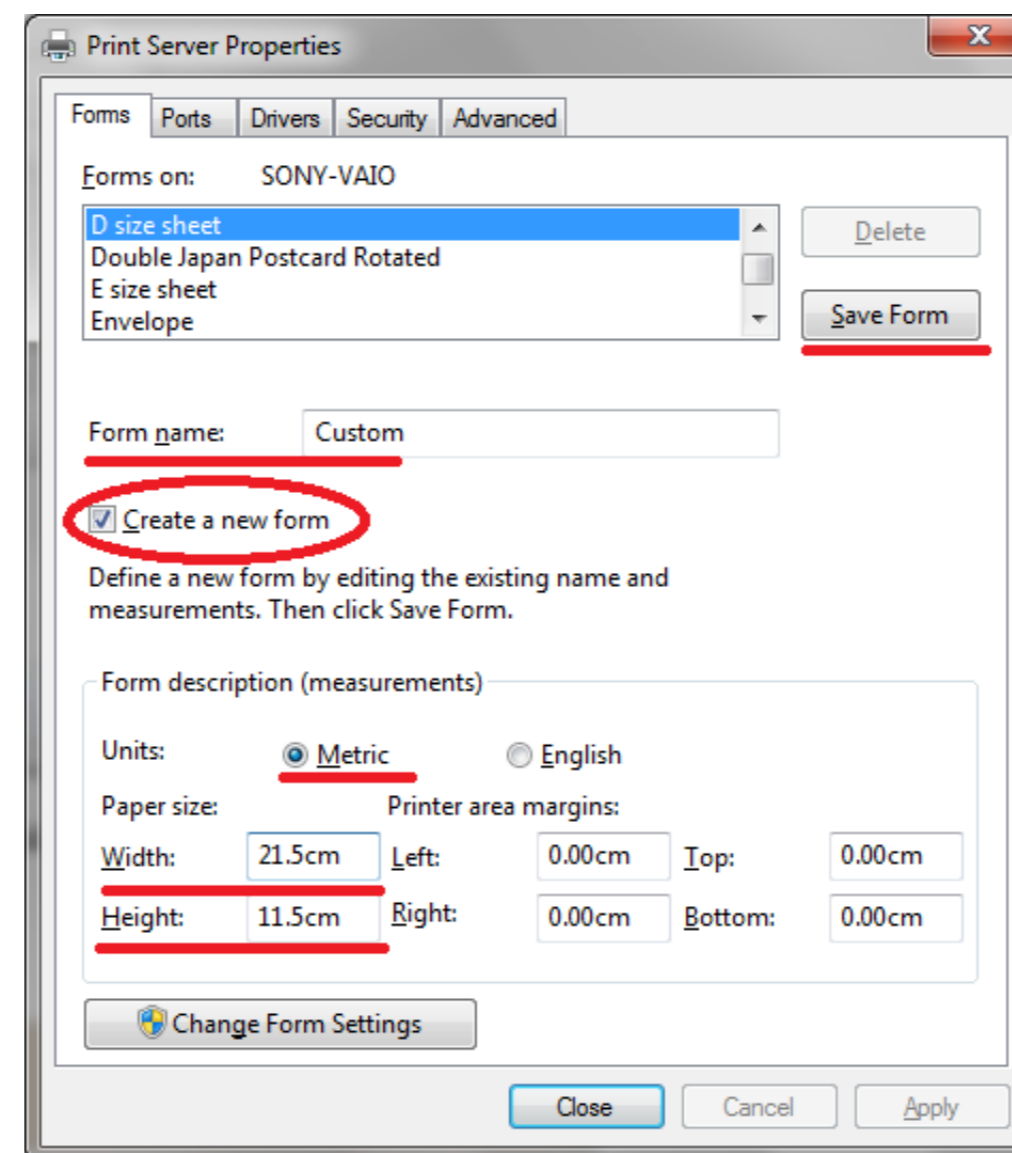 Print Server Properties
Forms Ports Drivers Security Advanced
Forms on: SONY-VAIO
D size sheet
Double Japan Postcard Rotated
E size sheet
Envelope
Delete
Save Form
Form name: Custom
Create a new form
Define a new form by editing the existing name and
measurements. Then click Save Form.
Form description (measurements)
Units: Metric English
Paper size: Printer area margins:
Width: 21.5cm Left: 0.00cm Top: 0.00cm
Height: 11.5cm Right: 0.00cm Bottom: 0.00cm
Change Form Settings
Close Cancel Apply